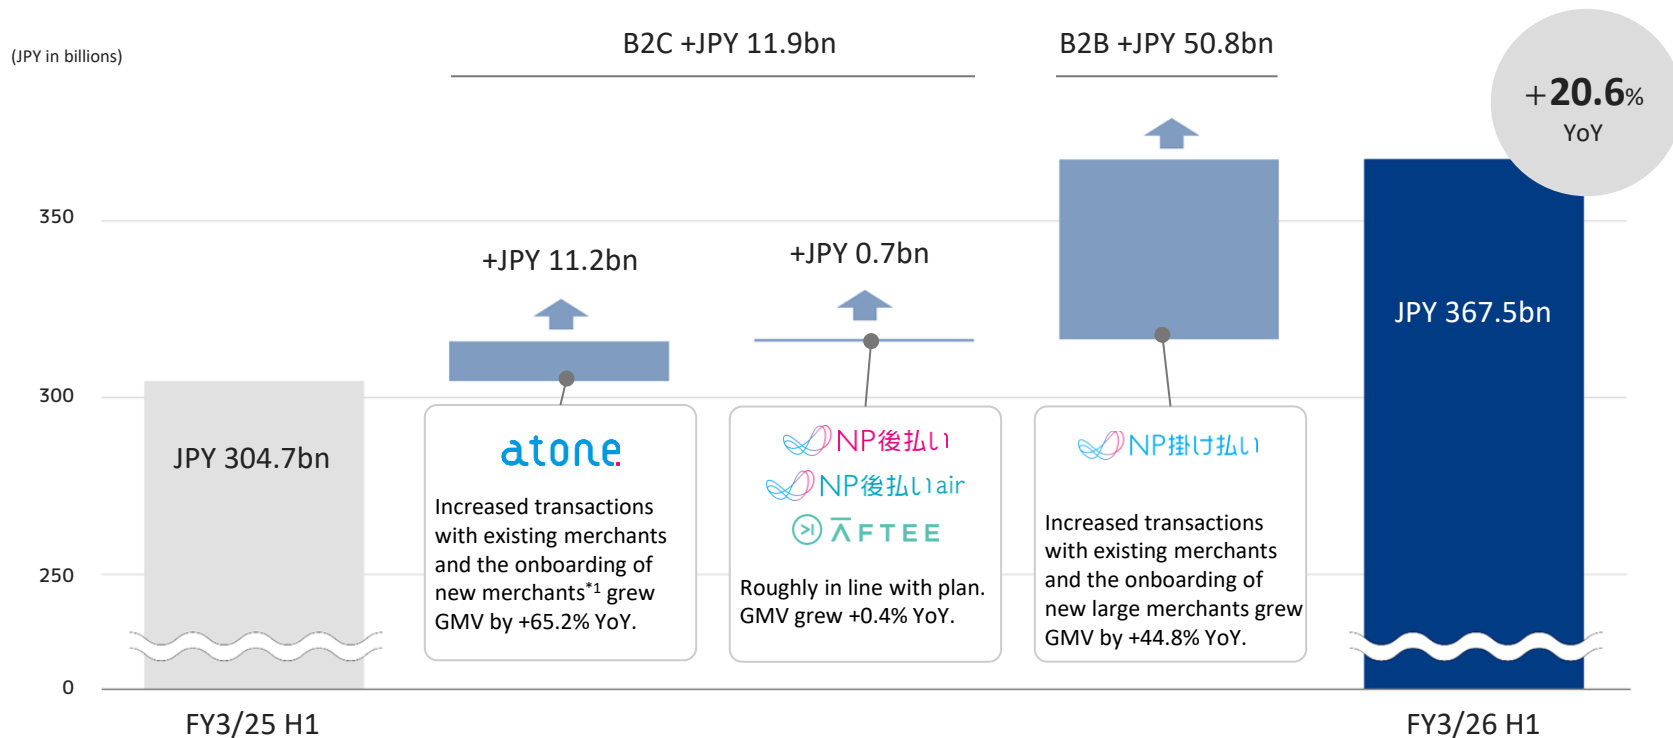 (JPY in billions)
B2C +JPY 11.9bn
B2B +JPY 50.8bn
+20.6%
YoY
350
300
250
0
+JPY 11.2bn
+JPY 0.7bn
JPY 304.7bn
JPY 367.5bn
atone.
Increased transactions
with existing merchants
and the onboarding of
new merchants*1 grew
GMV by +65.2% YoY.
NP後払い
NP後払いair
AFTEE
Roughly in line with plan.
GMV grew +0.4% YoY.
NP掛け払い
Increased transactions
with existing merchants
and the onboarding of
new large merchants grew
GMV by +44.8% YoY.
FY3/25 H1
FY3/26 H1